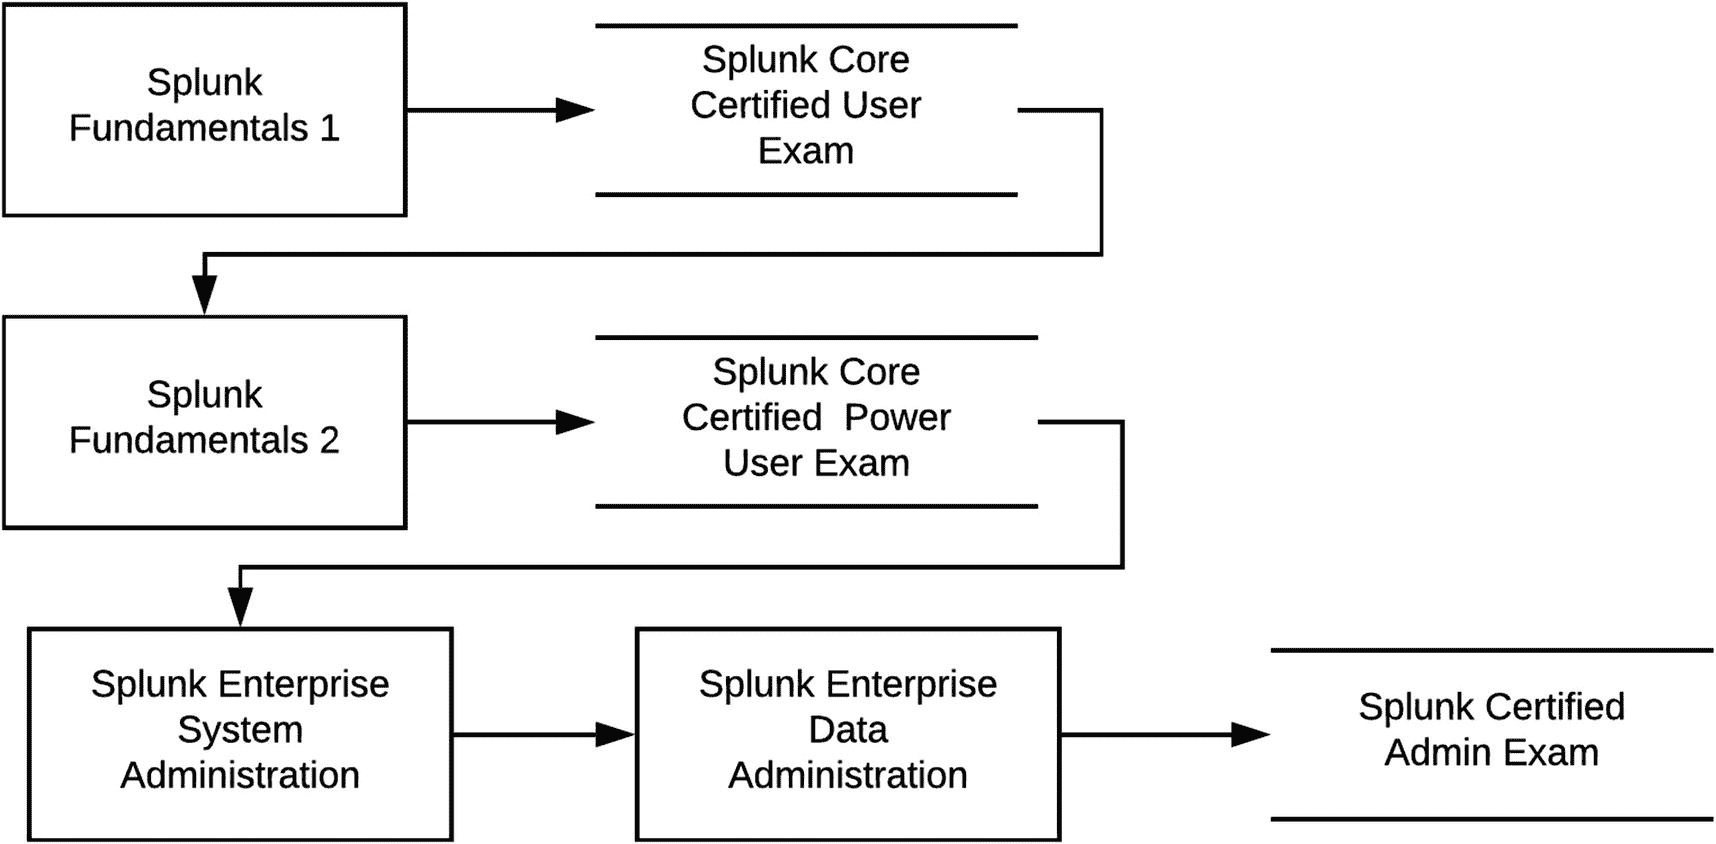 Splunk
Fundamentals 1
Splunk Core
Certified User
Exam
Splunk
Fundamentals 2
Splunk Core
Certified Power
User Exam
Splunk Enterprise
System
Administration
Splunk Enterprise
Data
Administration
Splunk Certified
Admin Exam